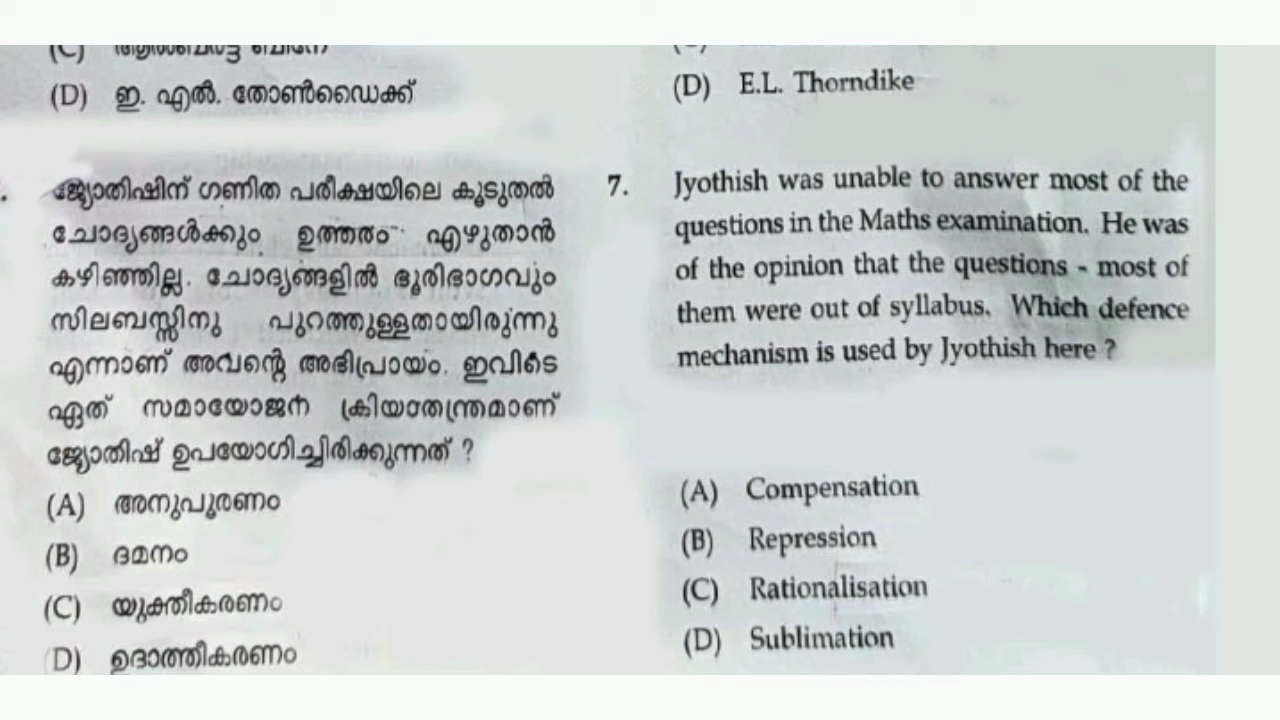 (D) ഇ. എൽ. തോൺഡൈക്ക്
ജ്യോതിഷിന് ഗണിത പരീക്ഷയിലെ കൂടുതൽ
ചോദ്യങ്ങൾക്കും ഉത്തരം എഴുതാൻ
കഴിഞ്ഞില്ല. ചോദ്യങ്ങളിൽ ഭൂരിഭാഗവും
സിലബസ്സിനു പുറത്തുള്ളതായിരുന്നു
എന്നാണ് അവന്റെ അഭിപ്രായം. ഇവിടെ
ഏത് സമായോജന ക്രിയാതന്ത്രമാണ്
ജ്യോതിഷ് ഉപയോഗിച്ചിരിക്കുന്നത് ?
(A) അനുപൂരണം
(B) ദമനം
(C) യുക്തീകരണം
(D) ഉദാത്തീകരണം
(D) E.L. Thorndike
7. Jyothish was unable to answer most of the
questions in the Maths examination. He was
of the opinion that the questions - most of
them were out of syllabus. Which defence
mechanism is used by Jyothish here ?
(A) Compensation
(B) Repression
(C) Rationalisation
(D) Sublimation